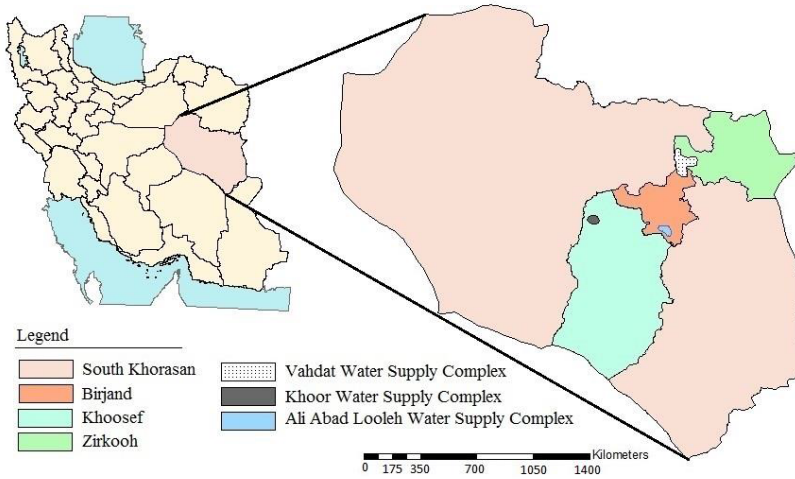 Legend
South Khorasan
Birjand
Khoosef
Zirkooh
Vahdat Water Supply Complex
Khoor Water Supply Complex
Ali Abad Looleh Water Supply Complex
Kilometers
0 175 350 700 1050 1400